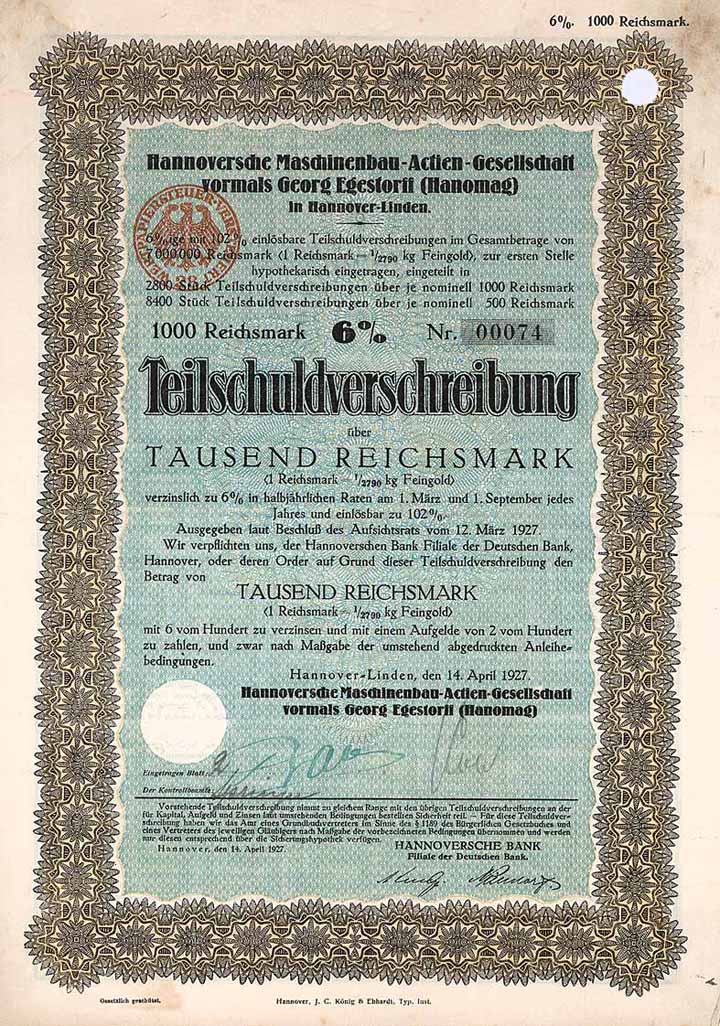 6%. 1000 Reichsmark.
Hannoversche Maschinenbau-Actien-Gesellschaft
vormals Georg Egestorff (Hanomag)
in Hannover-Linden.
6%ige mit 102% einlösbare Teilschuldverschreibungen im Gesamtbetrage von
7000000 Reichsmark (1 Reichsmark = 1/2790 kg Feingold), zur ersten Stelle
hypothekarisch eingetragen, eingeteilt in
2800 Stück Teilschuldverschreibungen über je nominell 1000 Reichsmark
8400 Stück Teilschuldverschreibungen über je nominell 500 Reichsmark
1000 Reichsmark 6% Nr. 00074
Teilschuldverschreibung
über
TAUSEND REICHSMARK
(1 Reichsmark = 1/2790 kg Feingold)
verzinslich zu 6% in halbjährlichen Raten am 1. März und 1. September jedes
Jahres und einlösbar zu 102%.
Ausgegeben laut Beschluß des Aufsichtsrats vom 12. März 1927.
Wir verpflichten uns, der Hannoverschen Bank Filiale der Deutschen Bank,
Hannover, oder deren Order auf Grund dieser Teilschuldverschreibung den
Betrag von
TAUSEND REICHSMARK
(1 Reichsmark = 1/2790 kg Feingold)
mit 6 vom Hundert zu verzinsen und mit einem Aufgelde von 2 vom Hundert
zu zahlen, und zwar nach Maßgabe der umstehend abgedruckten Anleihe-
bedingungen.
Hannover-Linden, den 14. April 1927.
Hannoversche Maschinenbau-Actien-Gesellschaft
vormals Georg Egestorff (Hanomag)
Eingetragen Blatt:
Der Kontrollbeamte:
Vorstehende Teilschuldverschreibung nimmt zu gleichem Range mit den übrigen Teilschuldverschreibungen an der
für Kapital, Aufgeld und Zinsen laut umstehenden Bedingungen bestellten Sicherheit teil. — Für diese Teilschuldver-
schreibung haben wir das Amt eines Grundbuchvertreters im Sinne des § 1189 des Bürgerlichen Gesetzbuches und
eines Vertreters des jeweiligen Gläubigers nach Maßgabe der vorbezeichneten Bedingungen übernommen und werden
nur diesen entsprechend über die Sicherungshypothek verfügen.
Hannover, den 14. April 1927.
HANNOVERSCHE BANK
Filiale der Deutschen Bank.
Gesetzlich geschützt.
Hannover, J. C. König & Ebhardt, Typ. Inst.